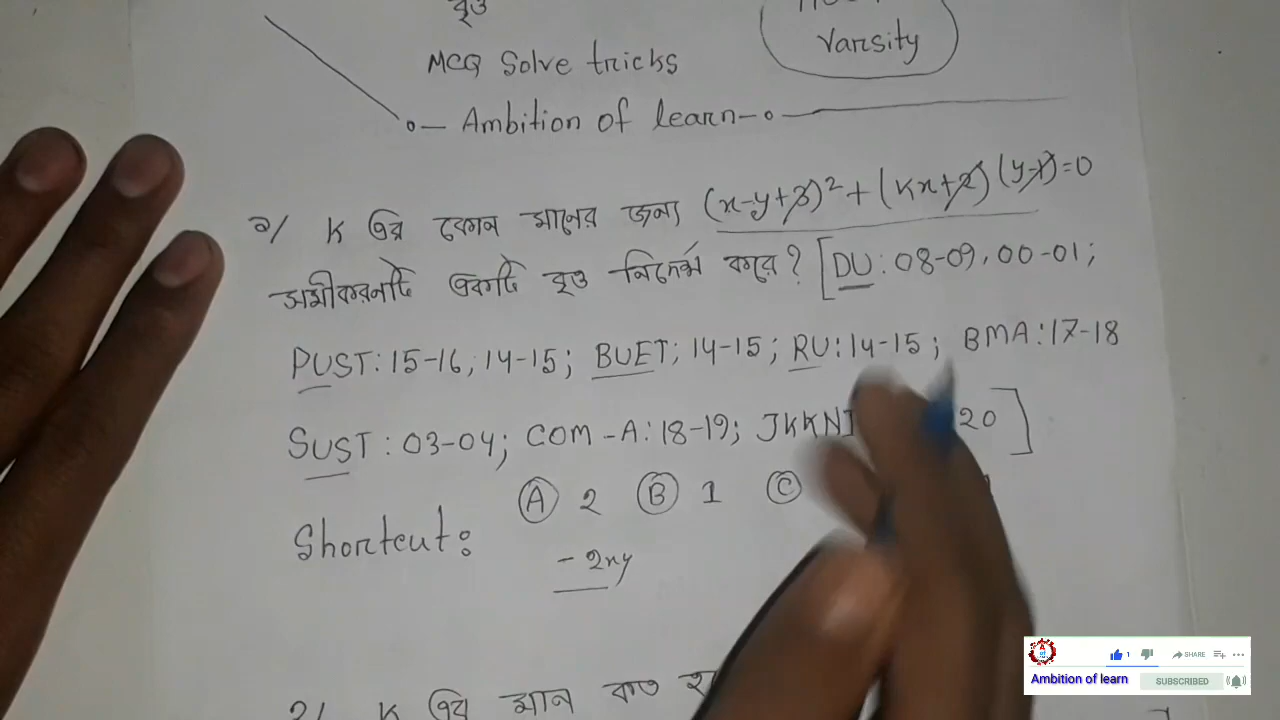 বৃত্ত
Varsity
MCQ Solve tricks
Ambition of learn
১/ K এর কোন মানের জন্য (x-y+3)²+(Kx+2)(y-1)=0
সমীকরনটি একটি বৃত্ত নির্দেশ করে? [DU: 08-09, 00-01;
PUST: 15-16, 14-15; BUET; 14-15; RU: 14-15; BMA: 17-18
SUST: 03-04; COM-A: 18-19; JKKNI 20]
Ⓐ 2 Ⓑ 1 Ⓒ
Shortcut:
-2xy
২/ K এর মান কত
1 SHARE
Ambition of learn SUBSCRIBED